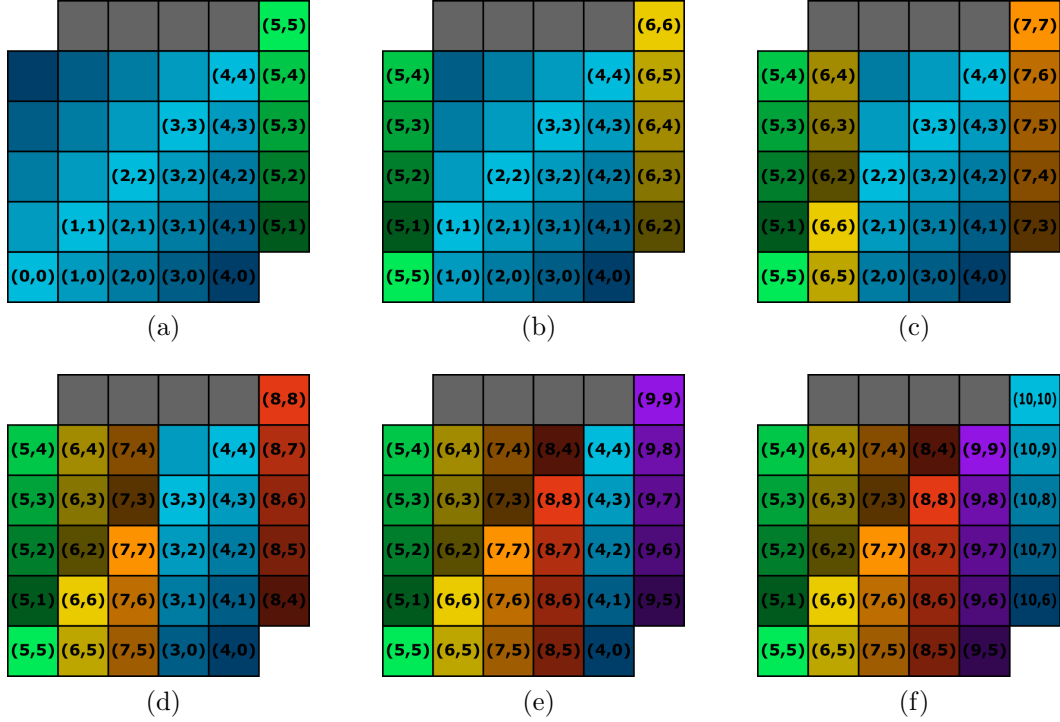 (5,5)
(4,4) (5,4)
(3,3) (4,3) (5,3)
(2,2) (3,2) (4,2) (5,2)
(1,1) (2,1) (3,1) (4,1) (5,1)
(0,0) (1,0) (2,0) (3,0) (4,0)
(a)
(6,6)
(5,4) (4,4) (6,5)
(5,3) (3,3) (4,3) (6,4)
(5,2) (2,2) (3,2) (4,2) (6,3)
(5,1) (1,1) (2,1) (3,1) (4,1) (6,2)
(5,5) (1,0) (2,0) (3,0) (4,0)
(b)
(7,7)
(5,4) (6,4) (4,4) (7,6)
(5,3) (6,3) (3,3) (4,3) (7,5)
(5,2) (6,2) (2,2) (3,2) (4,2) (7,4)
(5,1) (6,6) (2,1) (3,1) (4,1) (7,3)
(5,5) (6,5) (2,0) (3,0) (4,0)
(c)
(8,8)
(5,4) (6,4) (7,4) (4,4) (8,7)
(5,3) (6,3) (7,3) (3,3) (4,3) (8,6)
(5,2) (6,2) (7,7) (3,2) (4,2) (8,5)
(5,1) (6,6) (7,6) (3,1) (4,1) (8,4)
(5,5) (6,5) (7,5) (3,0) (4,0)
(d)
(9,9)
(5,4) (6,4) (7,4) (8,4) (4,4) (9,8)
(5,3) (6,3) (7,3) (8,8) (4,3) (9,7)
(5,2) (6,2) (7,7) (8,7) (4,2) (9,6)
(5,1) (6,6) (7,6) (8,6) (4,1) (9,5)
(5,5) (6,5) (7,5) (8,5) (4,0)
(e)
(10,10)
(5,4) (6,4) (7,4) (8,4) (9,9) (10,9)
(5,3) (6,3) (7,3) (8,8) (9,8) (10,8)
(5,2) (6,2) (7,7) (8,7) (9,7) (10,7)
(5,1) (6,6) (7,6) (8,6) (9,6) (10,6)
(5,5) (6,5) (7,5) (8,5) (9,5)
(f)